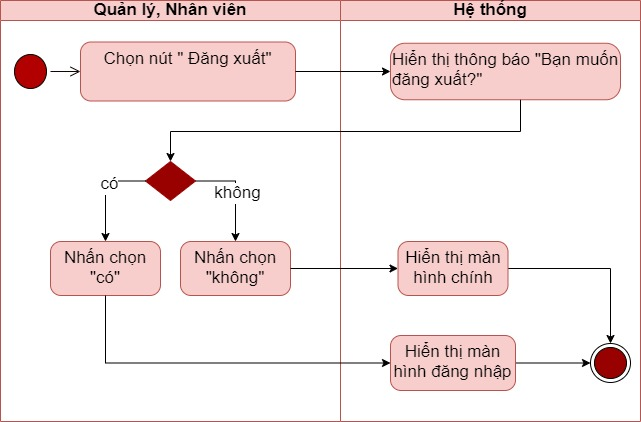 Quản lý, Nhân viên
Hệ thống
Chọn nút " Đăng xuất"
Hiển thị thông báo "Bạn muốn
đăng xuất?"
có
không
Nhấn chọn
"có"
Nhấn chọn
"không"
Hiển thị màn
hình chính
Hiển thị màn
hình đăng nhập